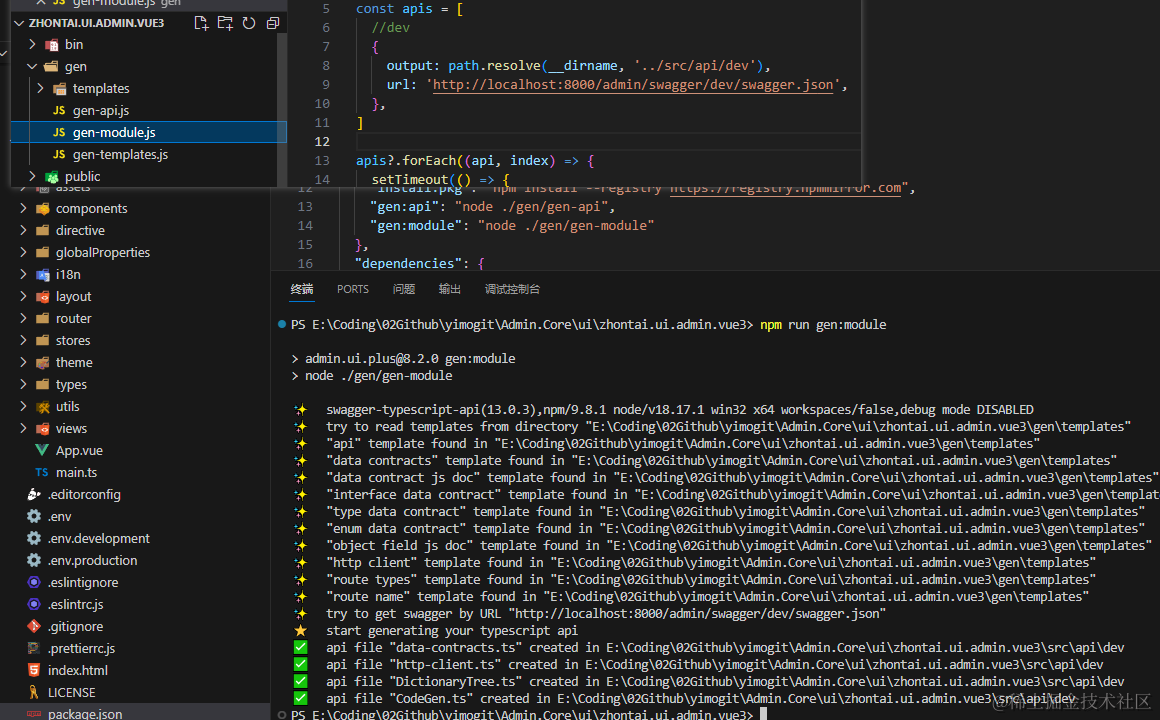 gen-module.js gen
ZHONTAI.UI.ADMIN.VUE3
bin
gen
templates
gen-api.js
JS gen-module.js
JS gen-templates.js
public
assets
components
directive
globalProperties
i18n
layout
router
stores
theme
types
utils
views
App.vue
TS main.ts
.editorconfig
.env
.env.development
.env.production
.eslintignore
.eslintrc.js
.gitignore
.prettierrc.js
index.html
LICENSE
package.json
5 const apis = [
6 //dev
7 {
8 output: path.resolve(__dirname, '../src/api/dev'),
9 url: 'http://localhost:8000/admin/swagger/dev/swagger.json',
10 },
11 ]
12
13 apis?.forEach((api, index) => {
14 setTimeout(() => {
12 "install:pkg": "npm install --registry https://registry.npmmirror.com",
13 "gen:api": "node ./gen/gen-api",
14 "gen:module": "node ./gen/gen-module"
15 },
16 "dependencies": {
终端 PORTS 问题 输出 调试控制台
PS E:\Coding\02Github\yimogit\Admin.Core\ui\zhontai.ui.admin.vue3> npm run gen:module
> admin.ui.plus@8.2.0 gen:module
> node ./gen/gen-module
swagger-typescript-api(13.0.3),npm/9.8.1 node/v18.17.1 win32 x64 workspaces/false,debug mode DISABLED
try to read templates from directory "E:\Coding\02Github\yimogit\Admin.Core\ui\zhontai.ui.admin.vue3\gen\templates"
"api" template found in "E:\Coding\02Github\yimogit\Admin.Core\ui\zhontai.ui.admin.vue3\gen\templates"
"data contracts" template found in "E:\Coding\02Github\yimogit\Admin.Core\ui\zhontai.ui.admin.vue3\gen\templates"
"data contract js doc" template found in "E:\Coding\02Github\yimogit\Admin.Core\ui\zhontai.ui.admin.vue3\gen\templates"
"interface data contract" template found in "E:\Coding\02Github\yimogit\Admin.Core\ui\zhontai.ui.admin.vue3\gen\templat
"type data contract" template found in "E:\Coding\02Github\yimogit\Admin.Core\ui\zhontai.ui.admin.vue3\gen\templates"
"enum data contract" template found in "E:\Coding\02Github\yimogit\Admin.Core\ui\zhontai.ui.admin.vue3\gen\templates"
"object field js doc" template found in "E:\Coding\02Github\yimogit\Admin.Core\ui\zhontai.ui.admin.vue3\gen\templates"
"http client" template found in "E:\Coding\02Github\yimogit\Admin.Core\ui\zhontai.ui.admin.vue3\gen\templates"
"route types" template found in "E:\Coding\02Github\yimogit\Admin.Core\ui\zhontai.ui.admin.vue3\gen\templates"
"route name" template found in "E:\Coding\02Github\yimogit\Admin.Core\ui\zhontai.ui.admin.vue3\gen\templates"
try to get swagger by URL "http://localhost:8000/admin/swagger/dev/swagger.json"
start generating your typescript api
api file "data-contracts.ts" created in E:\Coding\02Github\yimogit\Admin.Core\ui\zhontai.ui.admin.vue3\src\api\dev
api file "http-client.ts" created in E:\Coding\02Github\yimogit\Admin.Core\ui\zhontai.ui.admin.vue3\src\api\dev
api file "DictionaryTree.ts" created in E:\Coding\02Github\yimogit\Admin.Core\ui\zhontai.ui.admin.vue3\src\api\dev
api file "CodeGen.ts" created in E:\Coding\02Github\yimogit\Admin.Core\ui\zhontai.ui.admin.vue3\src\api\dev
PS E:\Coding\02Github\yimogit\Admin.Core\ui\zhontai.ui.admin.vue3>
@稀土掘金技术社区